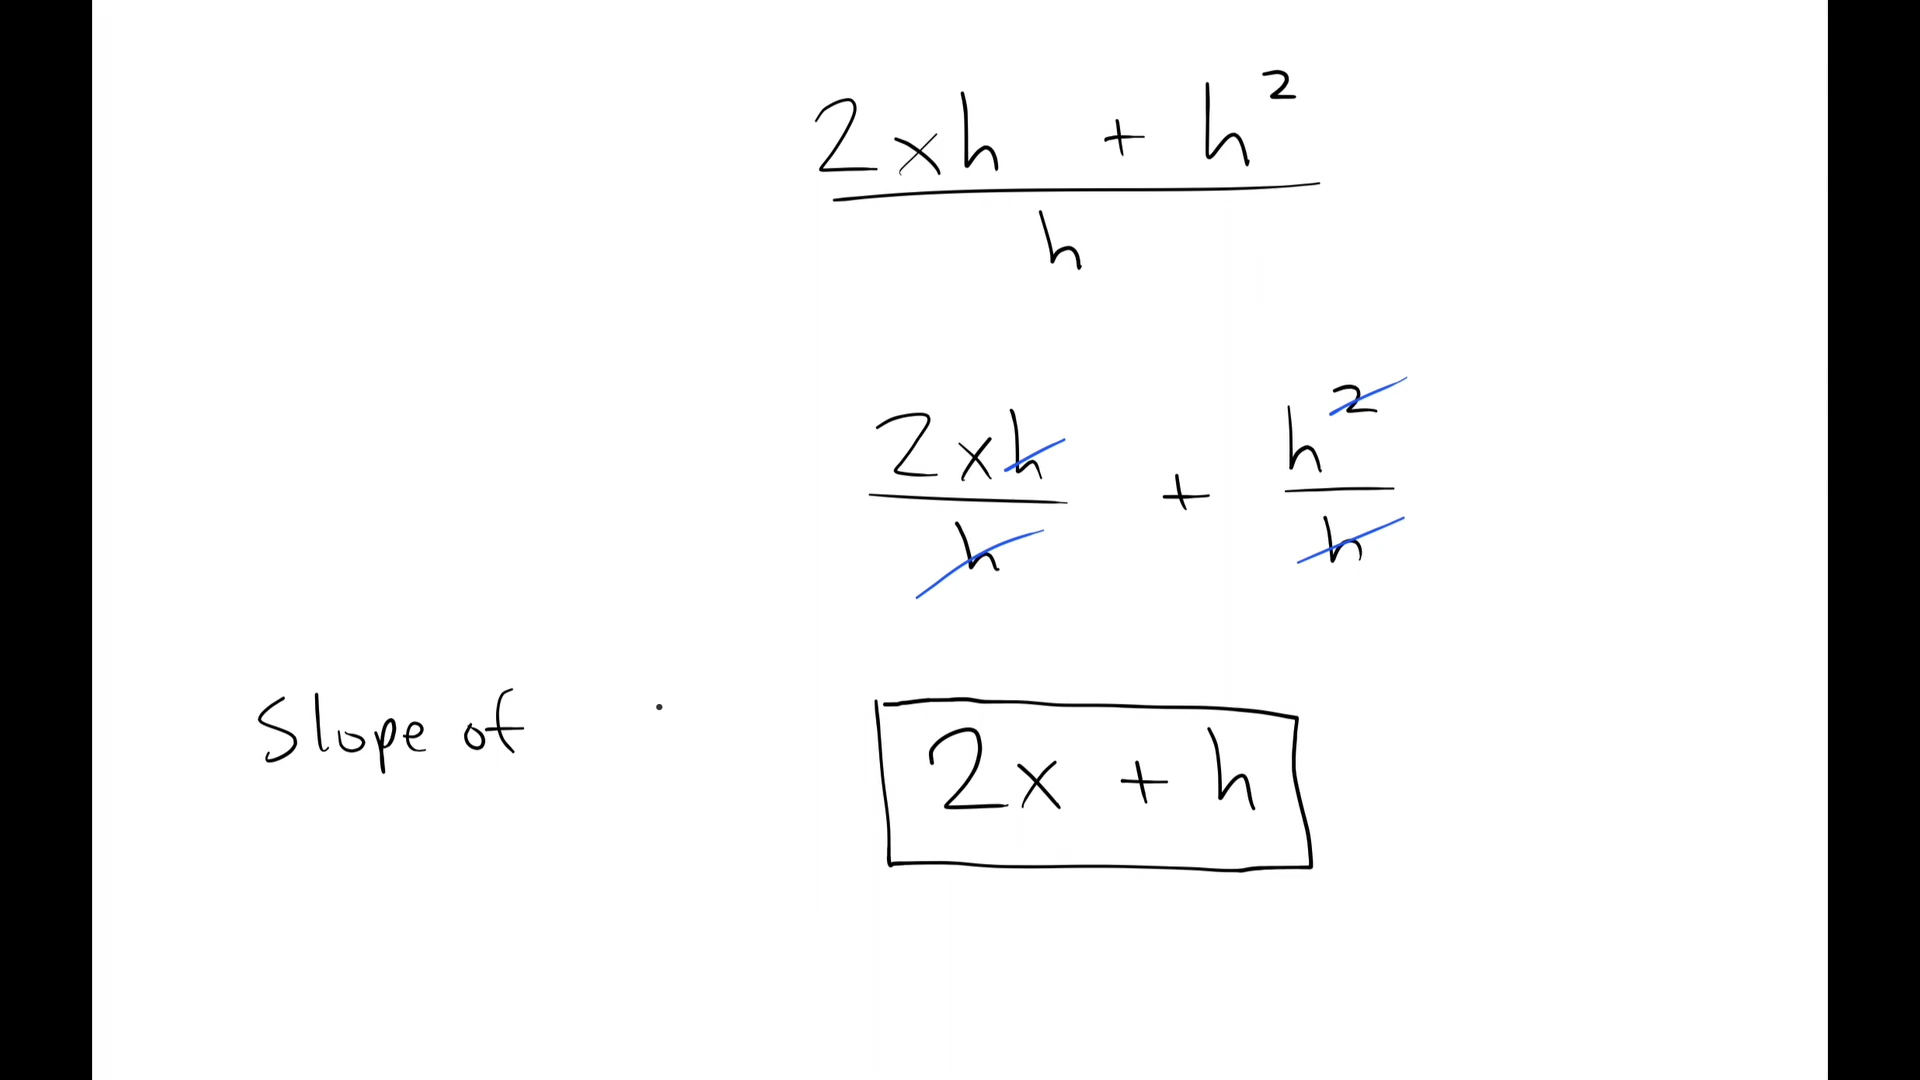 2xh + h²
h
2xh + h²
h h
Slope of 2x + h